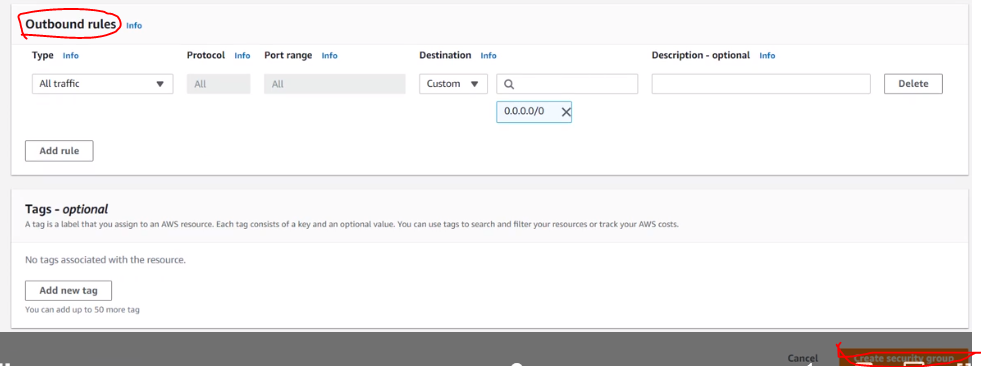 Outbound rules Info
Type Info Protocol Info Port range Info Destination Info Description - optional Info
All traffic All All Custom Delete
0.0.0.0/0
Add rule
Tags - optional
A tag is a label that you assign to an AWS resource. Each tag consists of a key and an optional value. You can use tags to search and filter your resources or track your AWS costs.
No tags associated with the resource.
Add new tag
You can add up to 50 more tag
Cancel Create security group